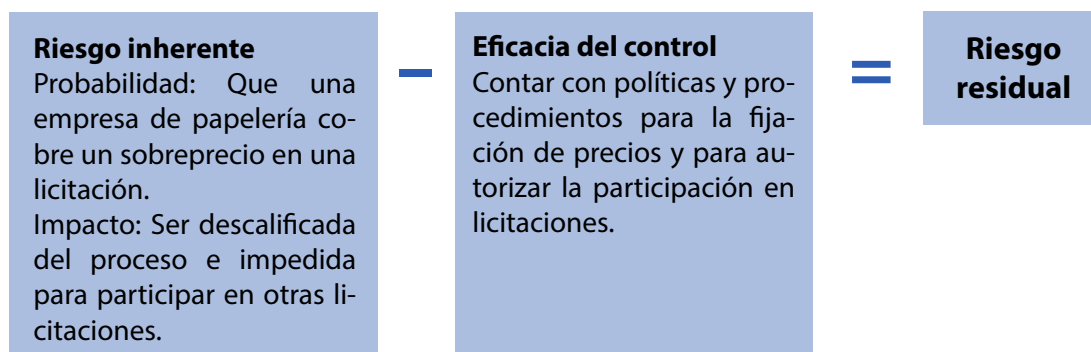 Riesgo inherente
Probabilidad: Que una
empresa de papelería co-
bre un sobreprecio en una
licitación.
Impacto: Ser descalificada
del proceso e impedida
para participar en otras li-
citaciones.
–
Eficacia del control
Contar con políticas y pro-
cedimientos para la fija-
ción de precios y para au-
torizar la participación en
licitaciones.
=
Riesgo
residual